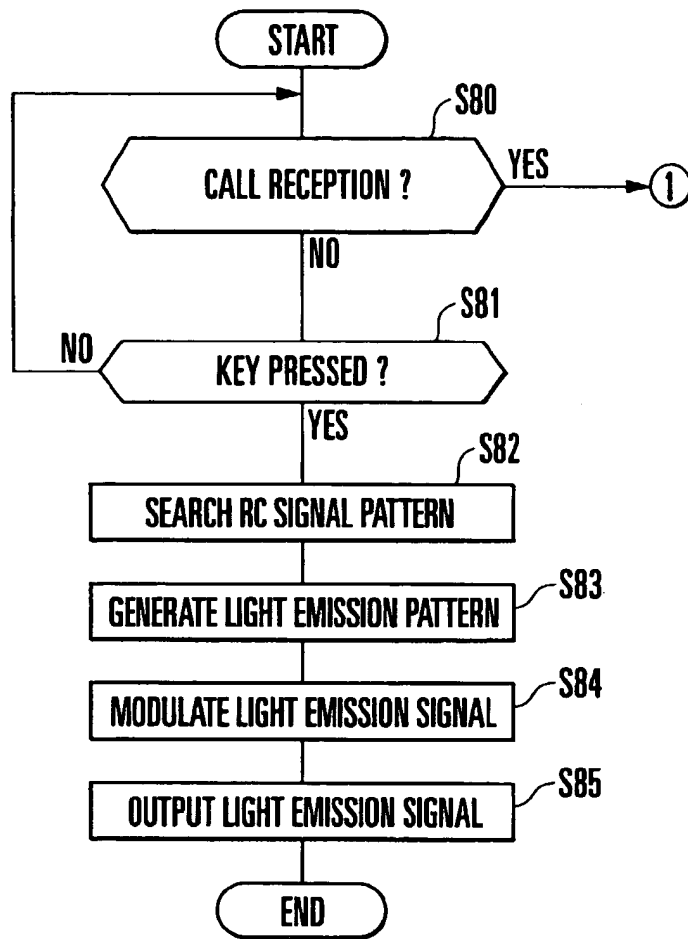 START
S80
CALL RECEPTION ?
YES
1
NO
S81
NO
KEY PRESSED ?
YES
S82
SEARCH RC SIGNAL PATTERN
S83
GENERATE LIGHT EMISSION PATTERN
S84
MODULATE LIGHT EMISSION SIGNAL
S85
OUTPUT LIGHT EMISSION SIGNAL
END